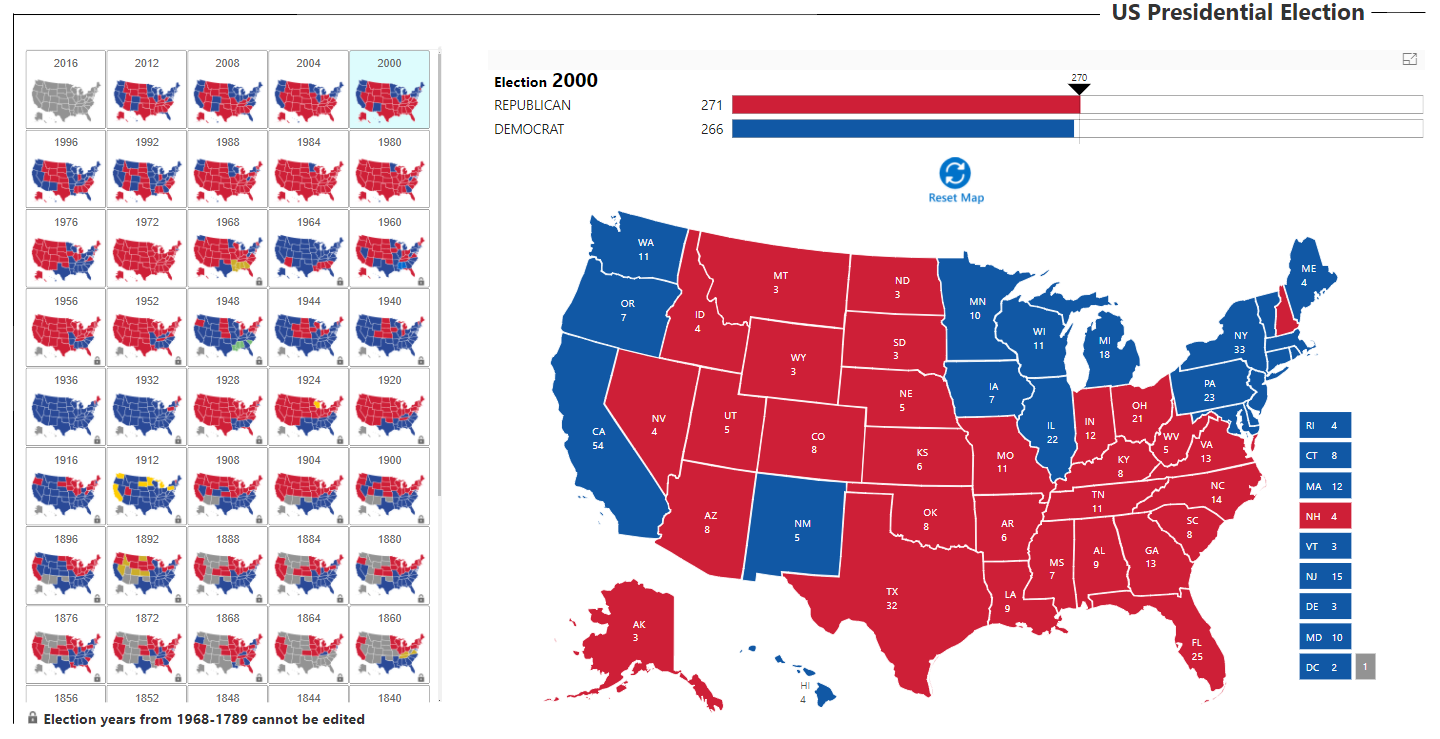 US Presidential Election
2016 2012 2008 2004 2000
1996 1992 1988 1984 1980
1976 1972 1968 1964 1960
1956 1952 1948 1944 1940
1936 1932 1928 1924 1920
1916 1912 1908 1904 1900
1896 1892 1888 1884 1880
1876 1872 1868 1864 1860
1856 1852 1848 1844 1840
Election years from 1968-1789 cannot be edited
Election 2000
270
REPUBLICAN 271
DEMOCRAT 266
Reset Map
WA
11
OR
7
CA
54
ID
4
NV
4
MT
3
WY
3
UT
5
AZ
8
CO
8
NM
5
ND
3
SD
3
NE
5
KS
6
OK
8
TX
32
MN
10
IA
7
MO
11
AR
6
LA
9
WI
11
IL
22
MI
18
IN
12
OH
21
KY
8
TN
11
MS
7
AL
9
GA
13
FL
25
SC
8
NC
14
VA
13
WV
5
PA
23
NY
33
ME
4
AK
3
HI
4
RI 4
CT 8
MA 12
NH 4
VT 3
NJ 15
DE 3
MD 10
DC 2 1